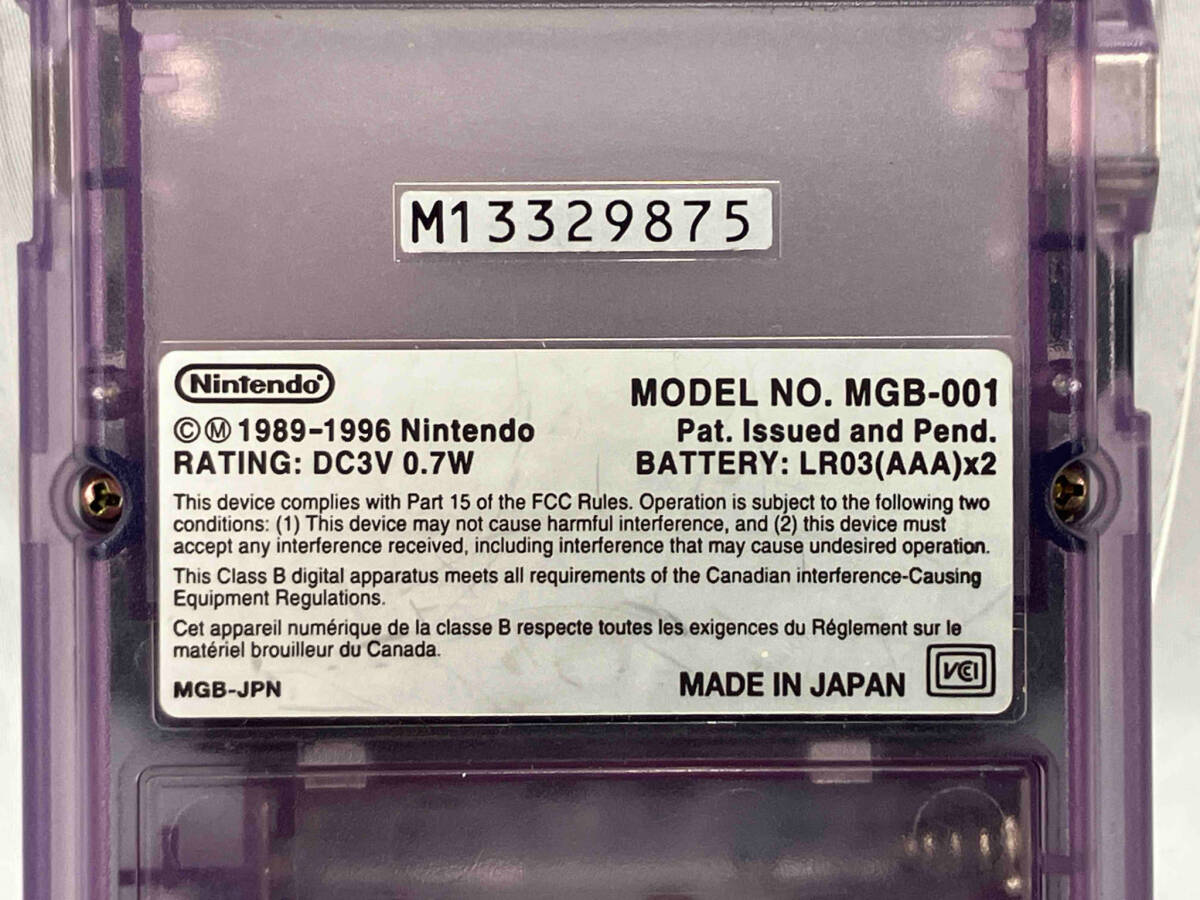 M13329875
Nintendo®
©Ⓜ 1989-1996 Nintendo
MODEL NO. MGB-001
Pat. Issued and Pend.
RATING: DC3V 0.7W
BATTERY: LR03(AAA)x2
This device complies with Part 15 of the FCC Rules. Operation is subject to the following two
conditions: (1) This device may not cause harmful interference, and (2) this device must
accept any interference received, including interference that may cause undesired operation.
This Class B digital apparatus meets all requirements of the Canadian interference-Causing
Equipment Regulations.
Cet appareil numérique de la classe B respecte toutes les exigences du Réglement sur le
matériel brouilleur du Canada.
MGB-JPN
MADE IN JAPAN
VCI